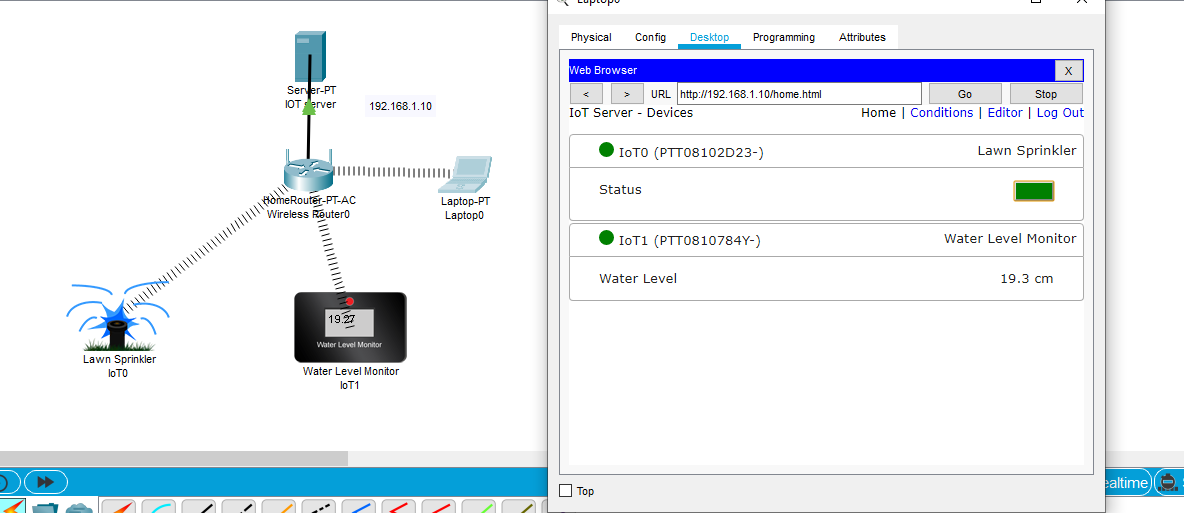 Server-PT
IOT server
192.168.1.10
HomeRouter-PT-AC
Wireless Router0
Laptop-PT
Laptop0
19.27
Water Level Monitor
Lawn Sprinkler
IoT0
Water Level Monitor
IoT1
Laptop0
Physical Config Desktop Programming Attributes
Web Browser X
< > URL http://192.168.1.10/home.html Go Stop
IoT Server - Devices Home | Conditions | Editor | Log Out
IoT0 (PTT08102D23-) Lawn Sprinkler
Status
IoT1 (PTT0810784Y-) Water Level Monitor
Water Level 19.3 cm
Top
ealtime